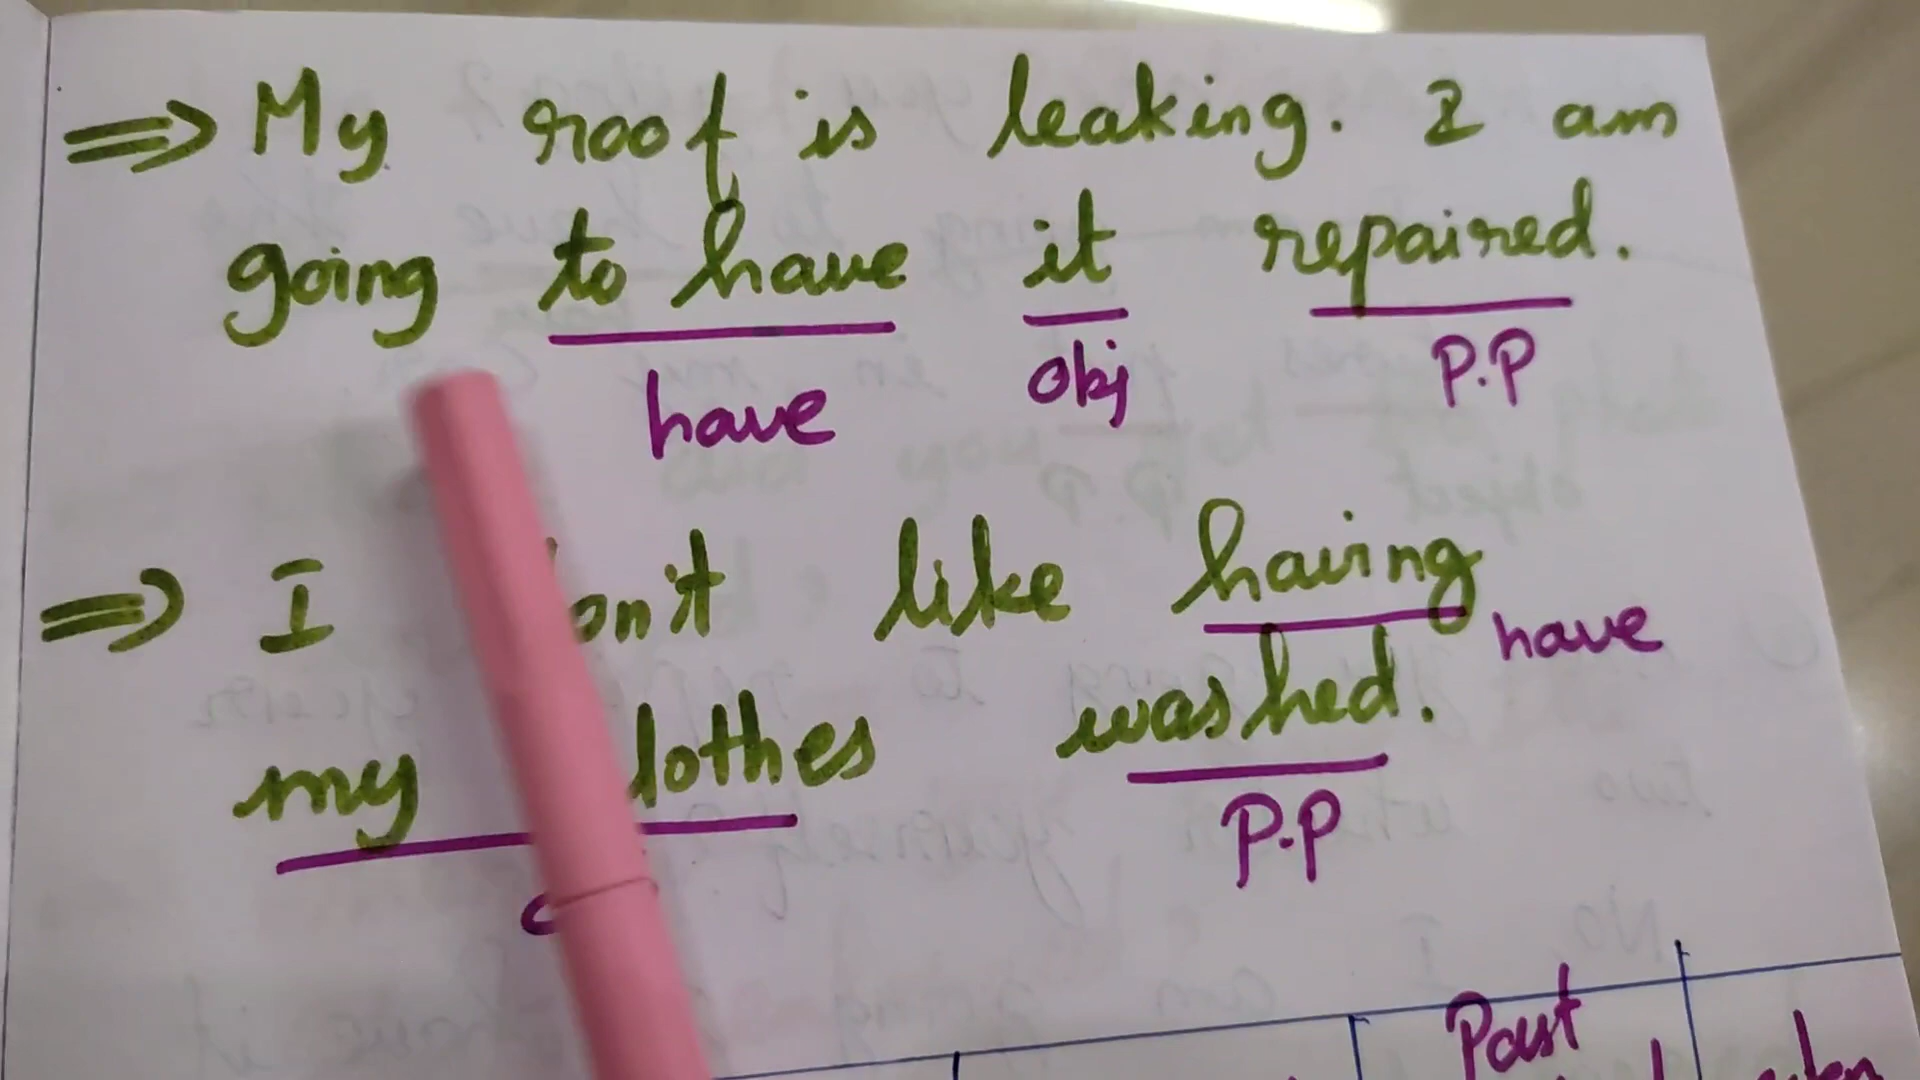 ⇒ My roof is leaking. I am
going to have it repaired.
have obj P.P
⇒ I on't like having
have
my lothes washed.
P.P
Past